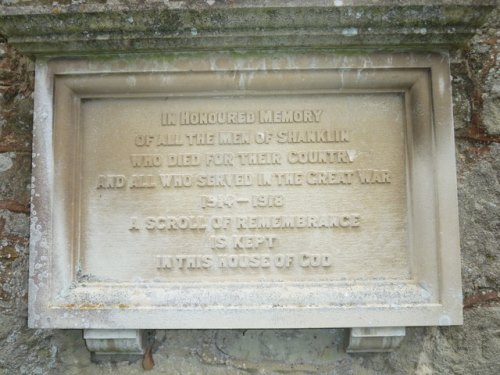 In Honoured Memory
of all the men of Shanklin
who died for their Country
and all who served in the Great War
1914–1918
A Scroll of Remembrance
is kept
in this House of God